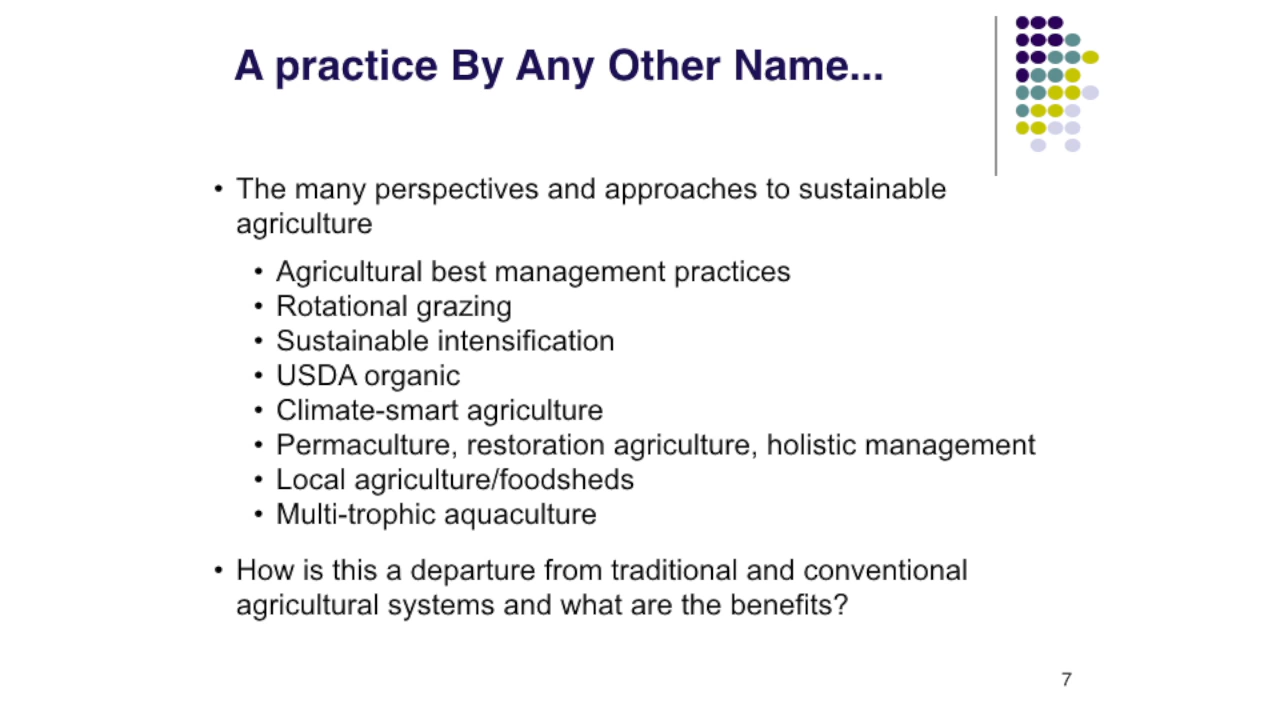 A practice By Any Other Name...
• The many perspectives and approaches to sustainable
agriculture
• Agricultural best management practices
• Rotational grazing
• Sustainable intensification
• USDA organic
• Climate-smart agriculture
• Permaculture, restoration agriculture, holistic management
• Local agriculture/foodsheds
• Multi-trophic aquaculture
• How is this a departure from traditional and conventional
agricultural systems and what are the benefits?
7